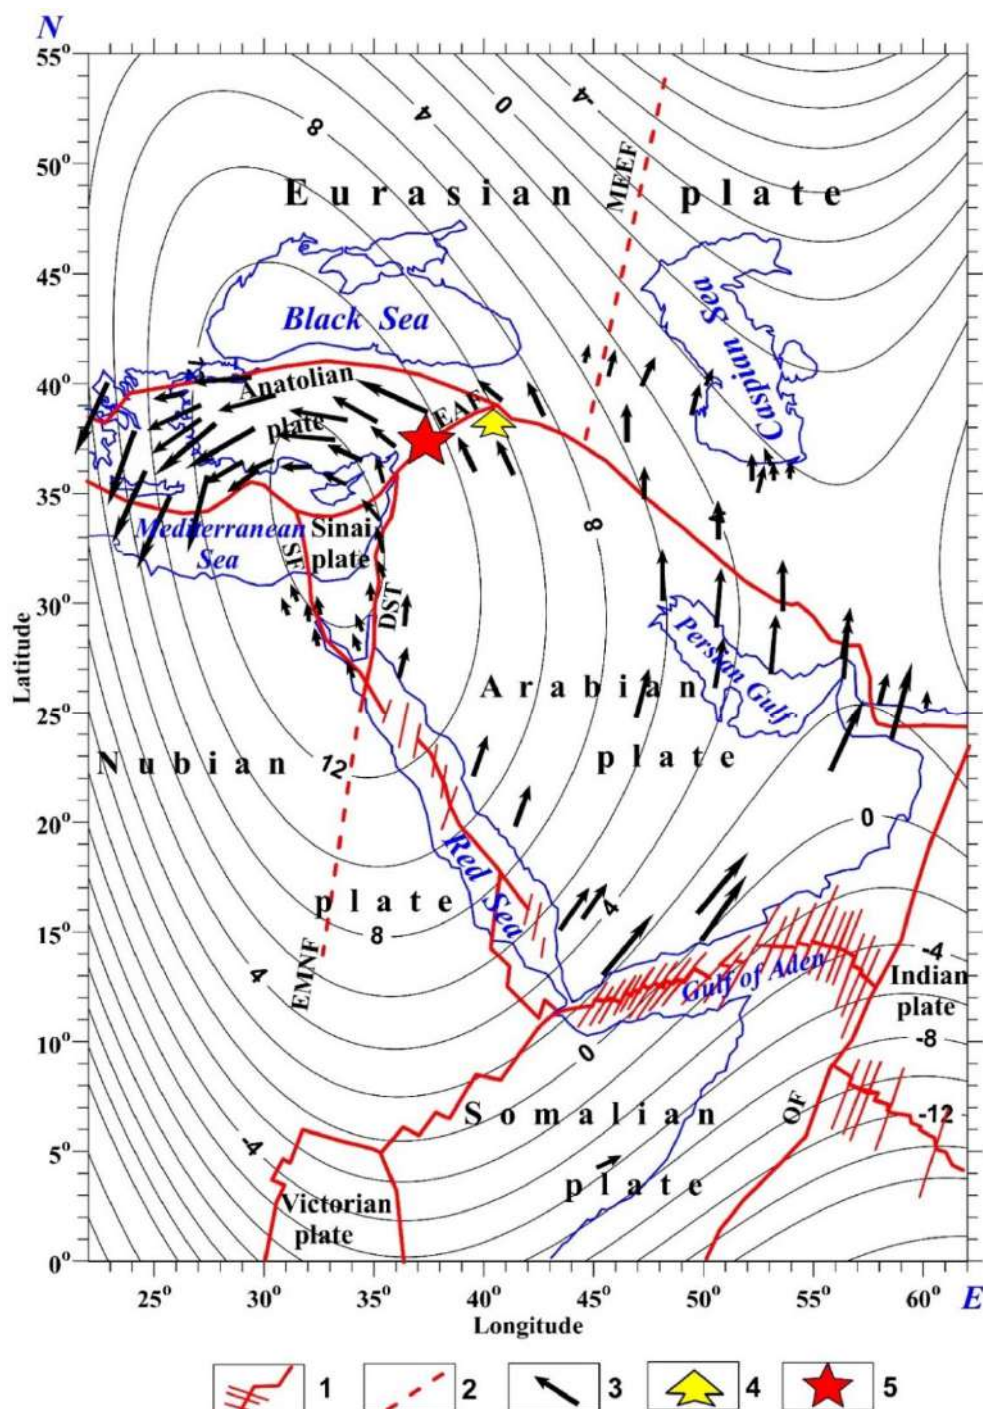 N
55°
50°
45°
40°
35°
30°
25°
20°
15°
10°
5°
0°
Latitude
8
4
0
-4
MEEF
Eurasian plate
Black Sea
Caspian
Sea
Anatolian
plate
EAF
Mediterranean
Sea
Sinai
plate
SF
DST
8
4
Persian Gulf
Arabian
plate
Nubian
plate
12
0
Red
Sea
8
4
4
EMNF
-4
Gulf of Aden
Indian
plate
0
-8
Somalian
plate
OF
-12
-4
Victorian
plate
25° 30° 35° 40° 45° 50° 55° 60° E
Longitude
1 2 3 4 5